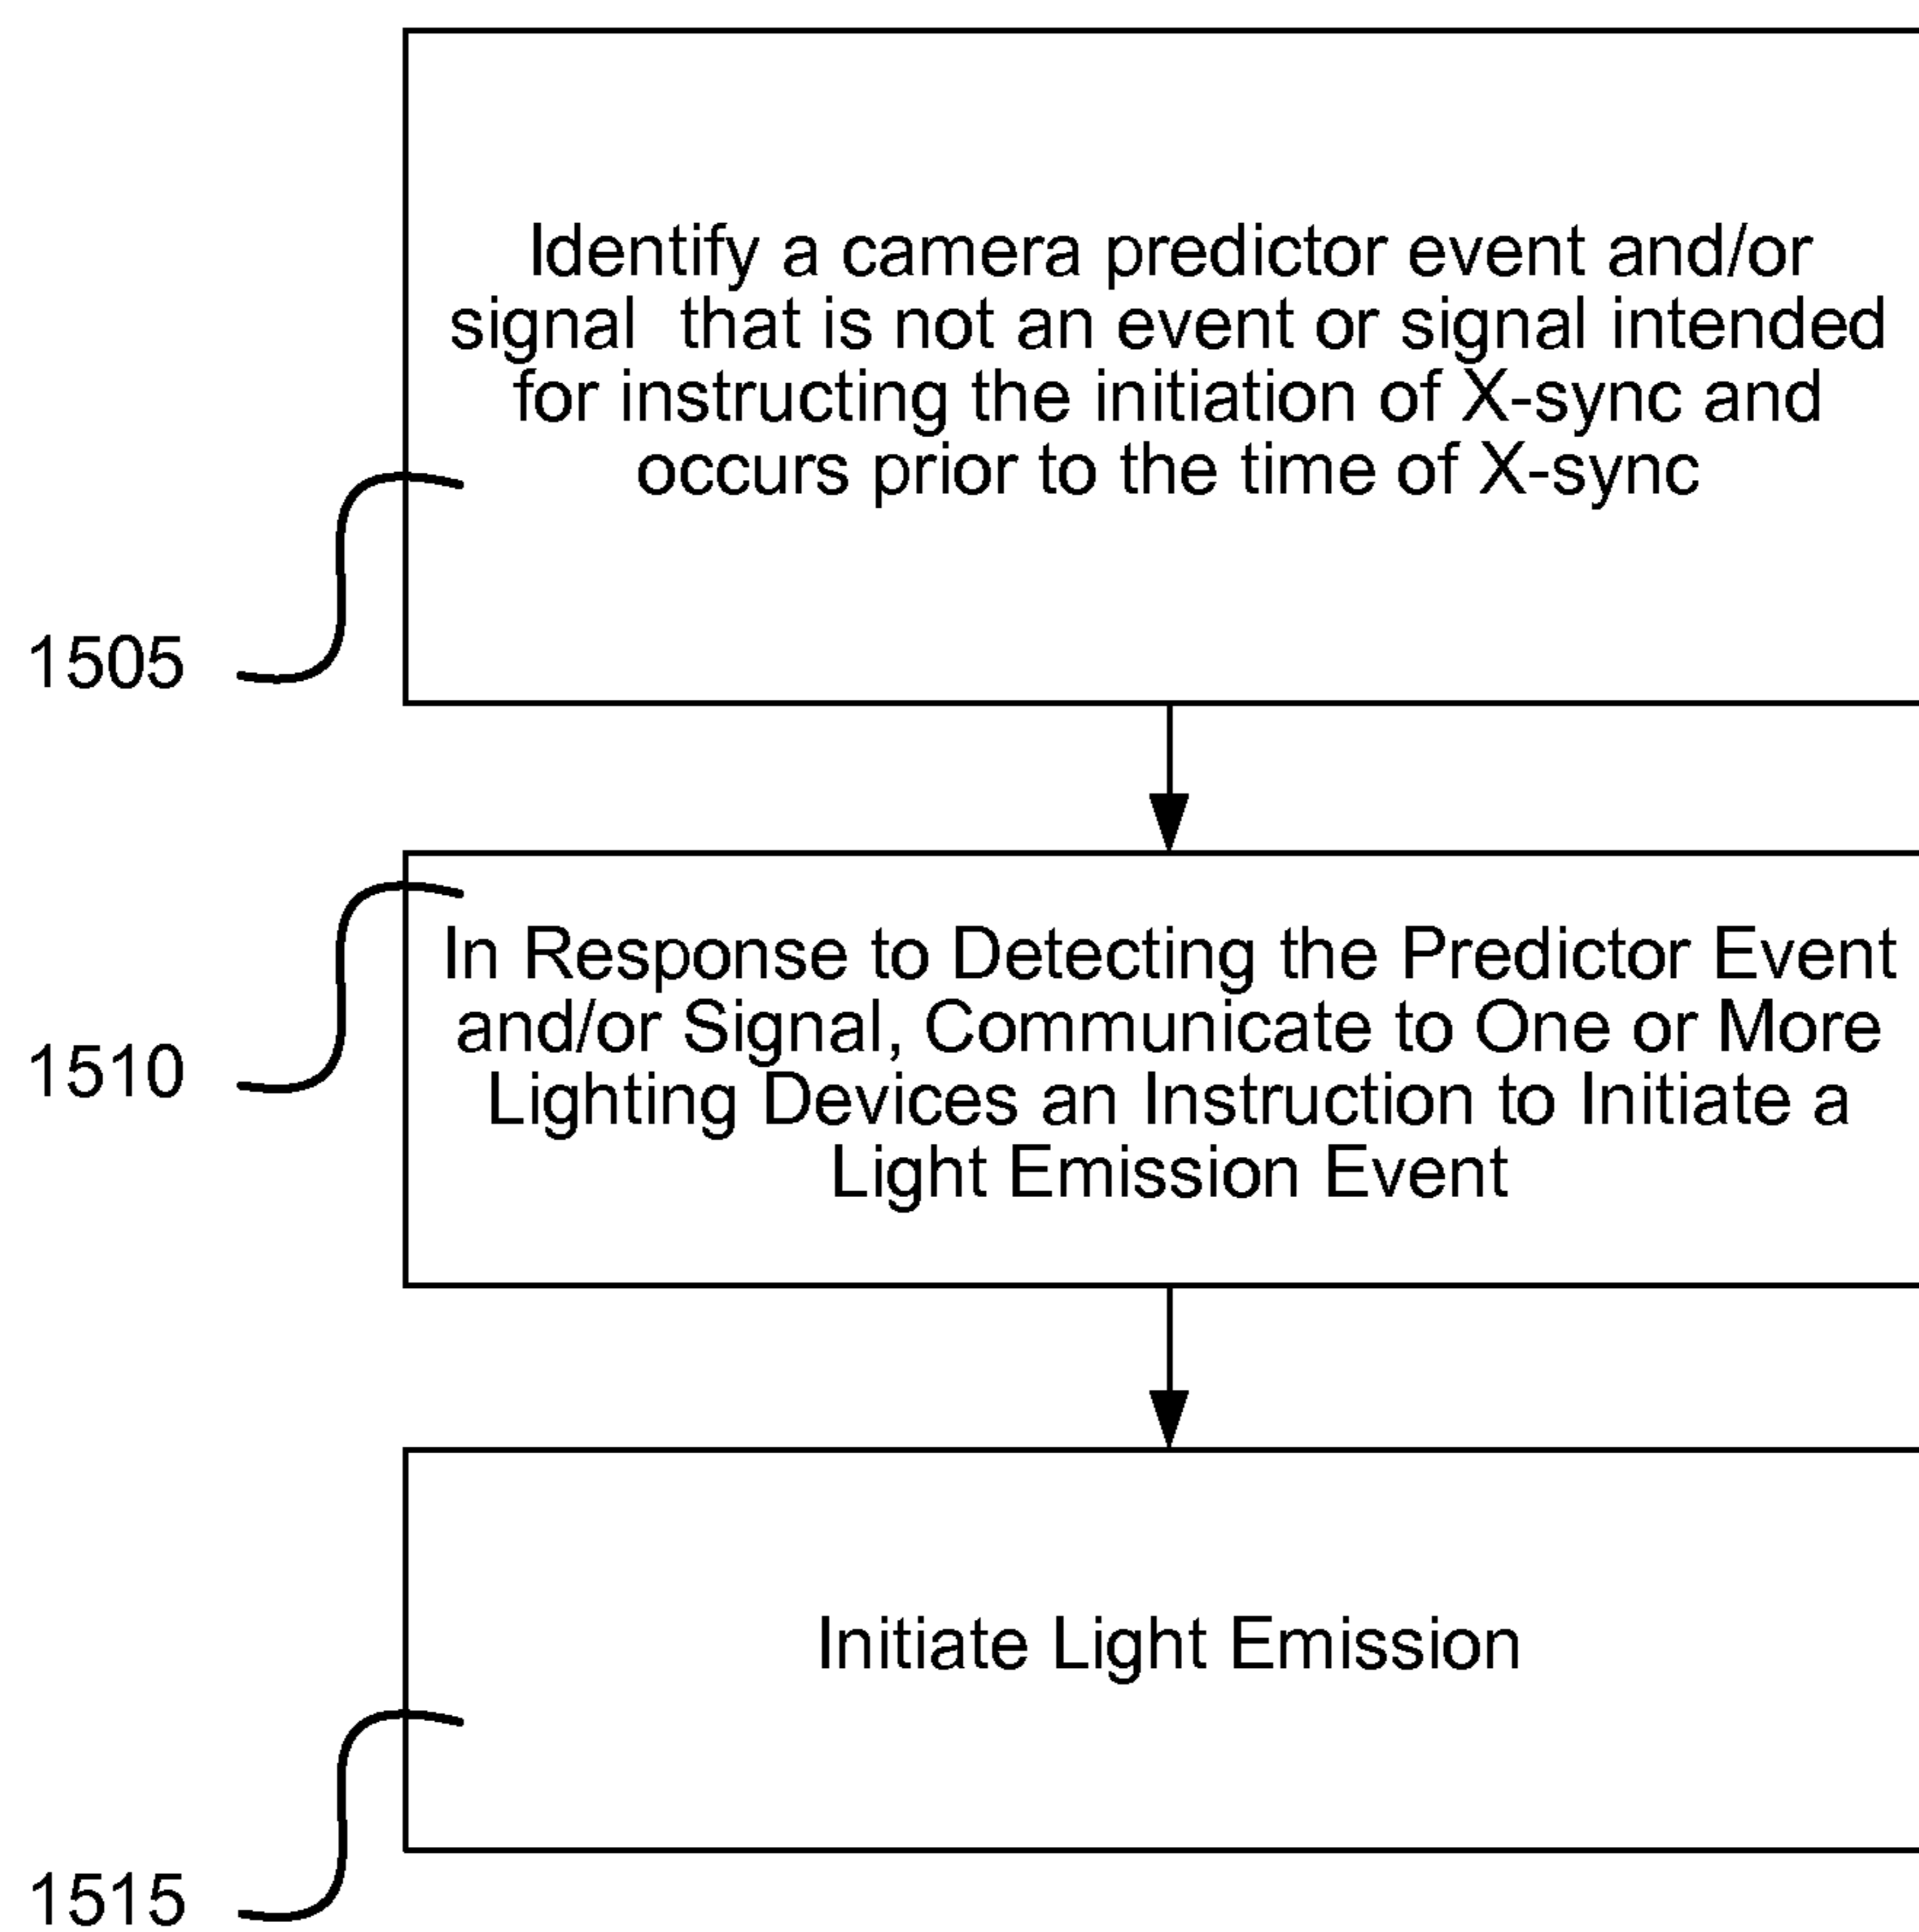 Identify a camera predictor event and/or
signal that is not an event or signal intended
for instructing the initiation of X-sync and
occurs prior to the time of X-sync
1505
In Response to Detecting the Predictor Event
and/or Signal, Communicate to One or More
Lighting Devices an Instruction to Initiate a
Light Emission Event
1510
Initiate Light Emission
1515